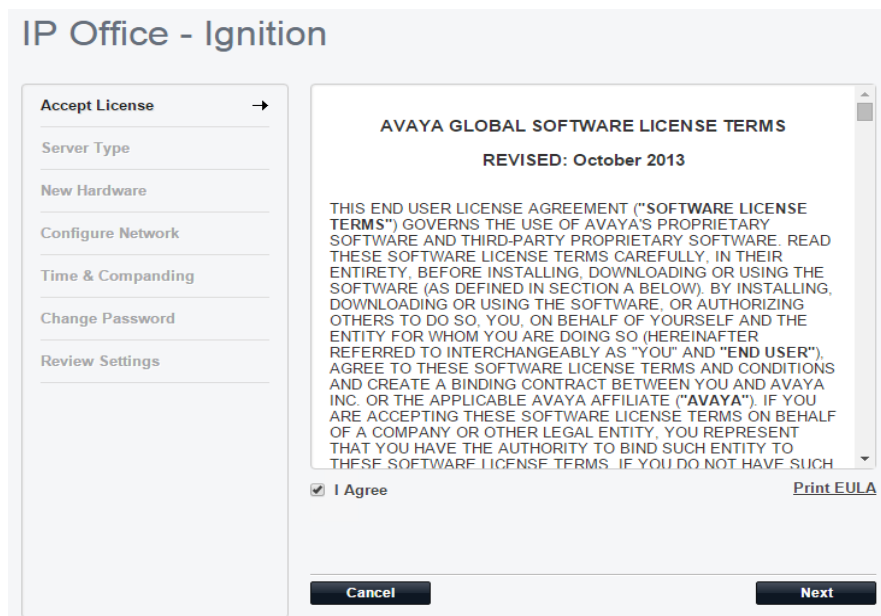 IP Office - Ignition
Accept License
Server Type
New Hardware
Configure Network
Time & Companding
Change Password
Review Settings
AVAYA GLOBAL SOFTWARE LICENSE TERMS
REVISED: October 2013
THIS END USER LICENSE AGREEMENT ("SOFTWARE LICENSE
TERMS") GOVERNS THE USE OF AVAYA'S PROPRIETARY
SOFTWARE AND THIRD-PARTY PROPRIETARY SOFTWARE. READ
THESE SOFTWARE LICENSE TERMS CAREFULLY, IN THEIR
ENTIRETY, BEFORE INSTALLING, DOWNLOADING OR USING THE
SOFTWARE (AS DEFINED IN SECTION A BELOW). BY INSTALLING,
DOWNLOADING OR USING THE SOFTWARE, OR AUTHORIZING
OTHERS TO DO SO, YOU, ON BEHALF OF YOURSELF AND THE
ENTITY FOR WHOM YOU ARE DOING SO (HEREINAFTER
REFERRED TO INTERCHANGEABLY AS "YOU" AND "END USER"),
AGREE TO THESE SOFTWARE LICENSE TERMS AND CONDITIONS
AND CREATE A BINDING CONTRACT BETWEEN YOU AND AVAYA
INC. OR THE APPLICABLE AVAYA AFFILIATE ("AVAYA"). IF YOU
ARE ACCEPTING THESE SOFTWARE LICENSE TERMS ON BEHALF
OF A COMPANY OR OTHER LEGAL ENTITY, YOU REPRESENT
THAT YOU HAVE THE AUTHORITY TO BIND SUCH ENTITY TO
THESE SOFTWARE LICENSE TERMS. IF YOU DO NOT HAVE SUCH
I Agree
Print EULA
Cancel
Next